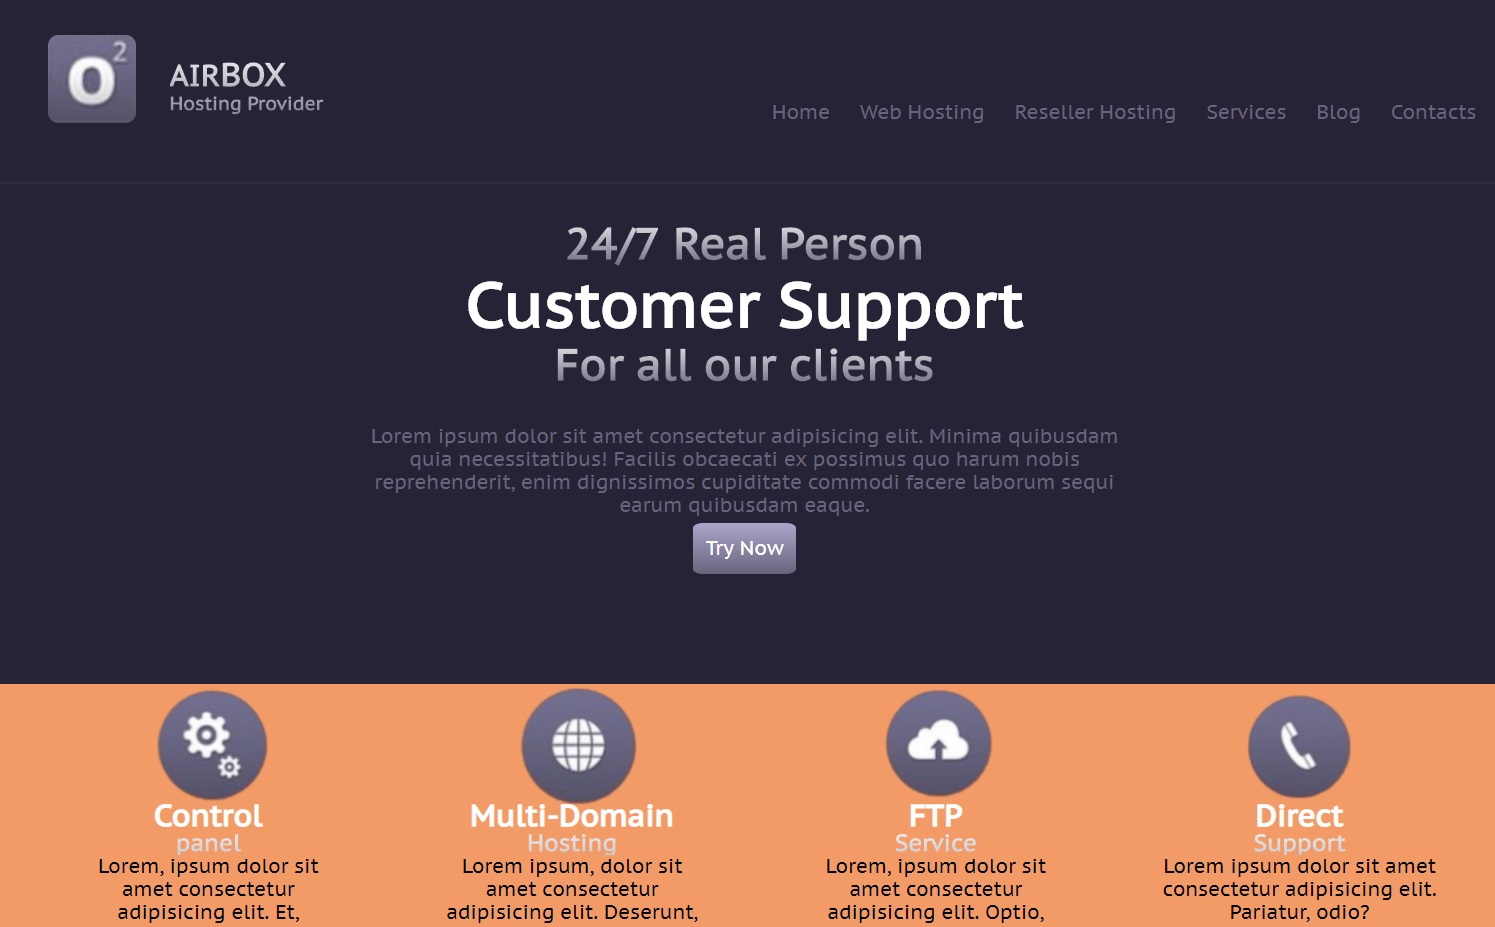 O²
AIRBOX
Hosting Provider
Home Web Hosting Reseller Hosting Services Blog Contacts
24/7 Real Person
Customer Support
For all our clients
Lorem ipsum dolor sit amet consectetur adipisicing elit. Minima quibusdam
quia necessitatibus! Facilis obcaecati ex possimus quo harum nobis
reprehenderit, enim dignissimos cupiditate commodi facere laborum sequi
earum quibusdam eaque.
Try Now
Control
panel
Lorem, ipsum dolor sit
amet consectetur
adipisicing elit. Et,
Multi-Domain
Hosting
Lorem ipsum, dolor sit
amet consectetur
adipisicing elit. Deserunt,
FTP
Service
Lorem, ipsum dolor sit
amet consectetur
adipisicing elit. Optio,
Direct
Support
Lorem ipsum dolor sit amet
consectetur adipisicing elit.
Pariatur, odio?